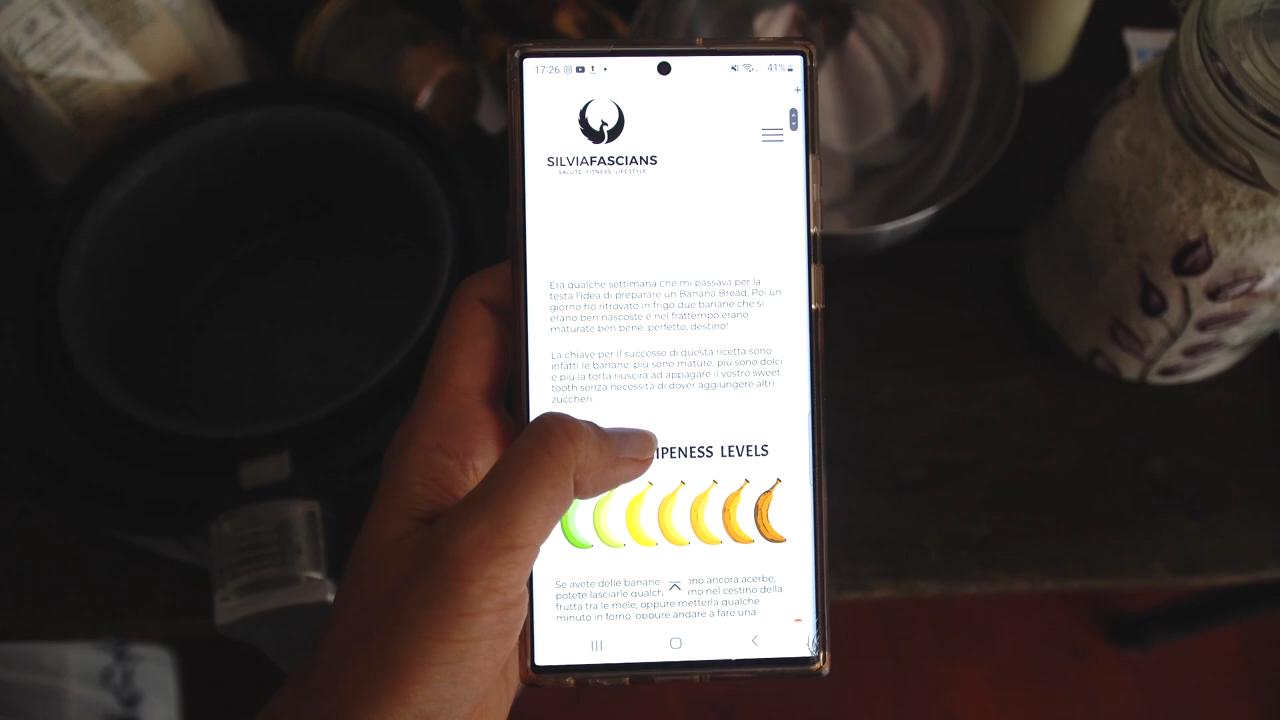 17:26
41%
SILVIAFASCIANS
SALUTE FITNESS LIFESTYLE
Era qualche settimana che mi passava per la
testa l'idea di preparare un Banana Bread. Poi un
giorno ho ritrovato in frigo due banane che si
erano ben nascoste e nel frattempo erano
maturate ben bene: perfetto, destino!
La chiave per il successo di questa ricetta sono
infatti le banane: più sono mature, più sono dolci
e più la torta riuscirà ad appagare il vostro sweet
tooth senza necessità di dover aggiungere altri
zuccheri.
IPENESS LEVELS
Se avete delle banane no ancora acerbe,
potete lasciarle qualch rno nel cestino della
frutta tra le mele, oppure metterla qualche
minuto in forno, oppure andare a fare una